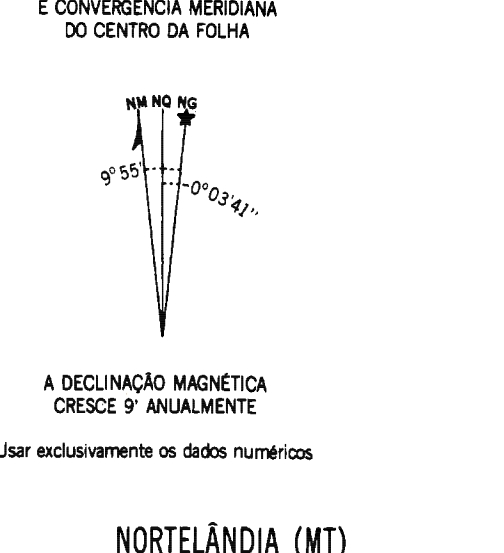 E CONVERGÊNCIA MERIDIANA
DO CENTRO DA FOLHA
NM NQ NG
9° 55'
-0°03'41''
A DECLINAÇÃO MAGNÉTICA
CRESCE 9' ANUALMENTE
Usar exclusivamente os dados numéricos
NORTELÂNDIA (MT)